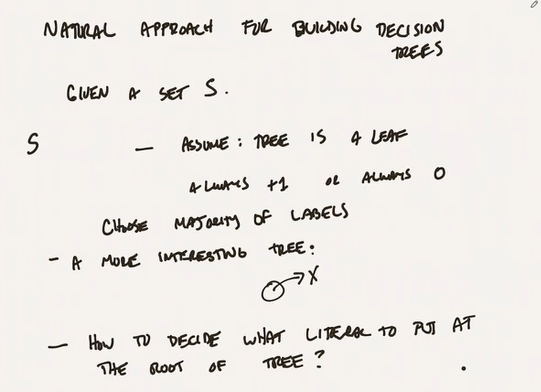 NATURAL APPROACH FOR BUILDING DECISION
TREES
GIVEN A SET S.
S — ASSUME: TREE IS A LEAF
ALWAYS +1 OR ALWAYS 0
CHOOSE MAJORITY OF LABELS
- A MORE INTERESTING TREE:
X
— HOW TO DECIDE WHAT LITERAL TO PUT AT
THE ROOT OF TREE?